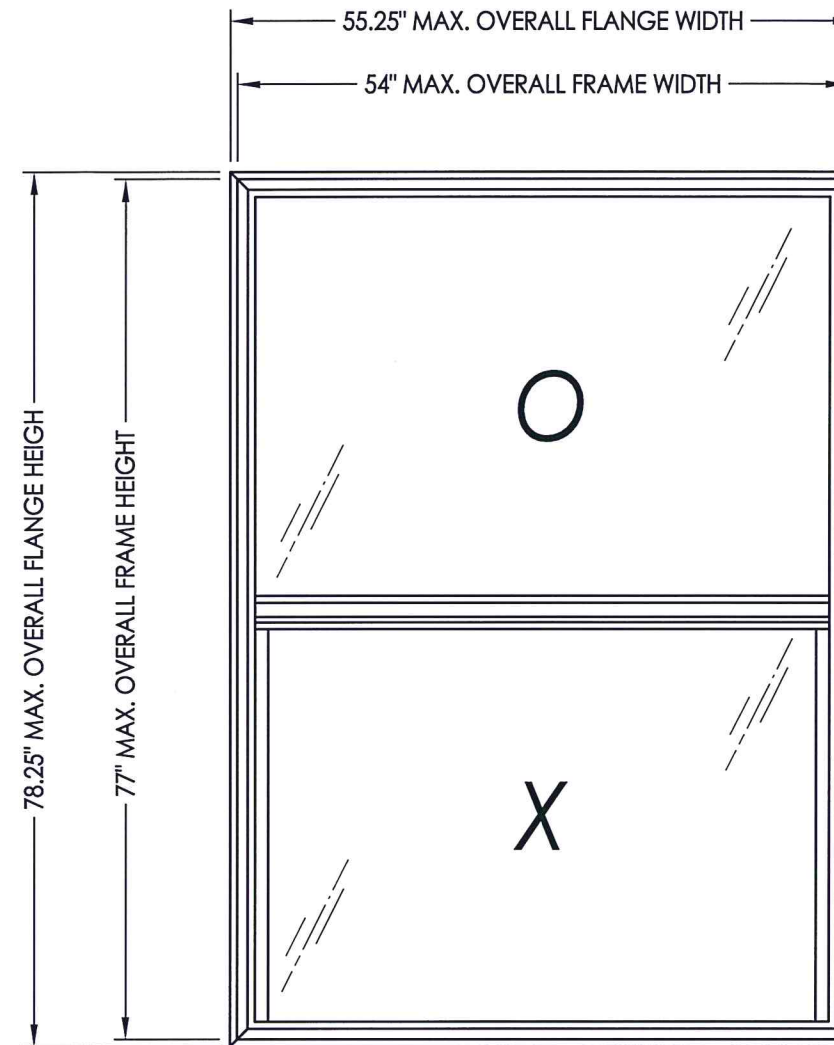 55.25" MAX. OVERALL FLANGE WIDTH
54" MAX. OVERALL FRAME WIDTH
78.25" MAX. OVERALL FLANGE HEIGH
77" MAX. OVERALL FRAME HEIGHT
O
X